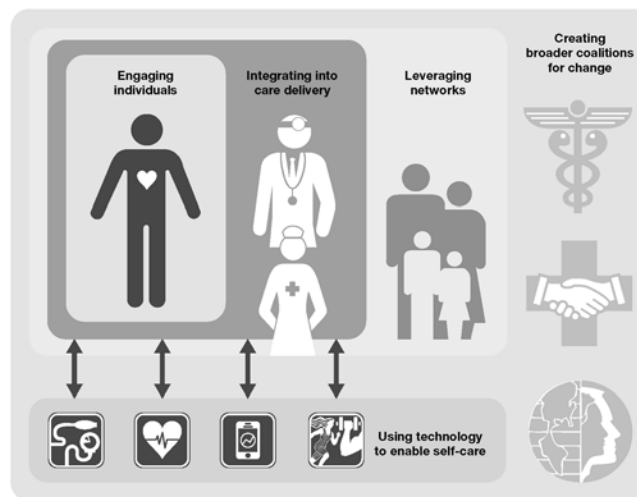 Engaging
individuals
Integrating into
care delivery
Leveraging
networks
Creating
broader coalitions
for change
Using technology
to enable self-care